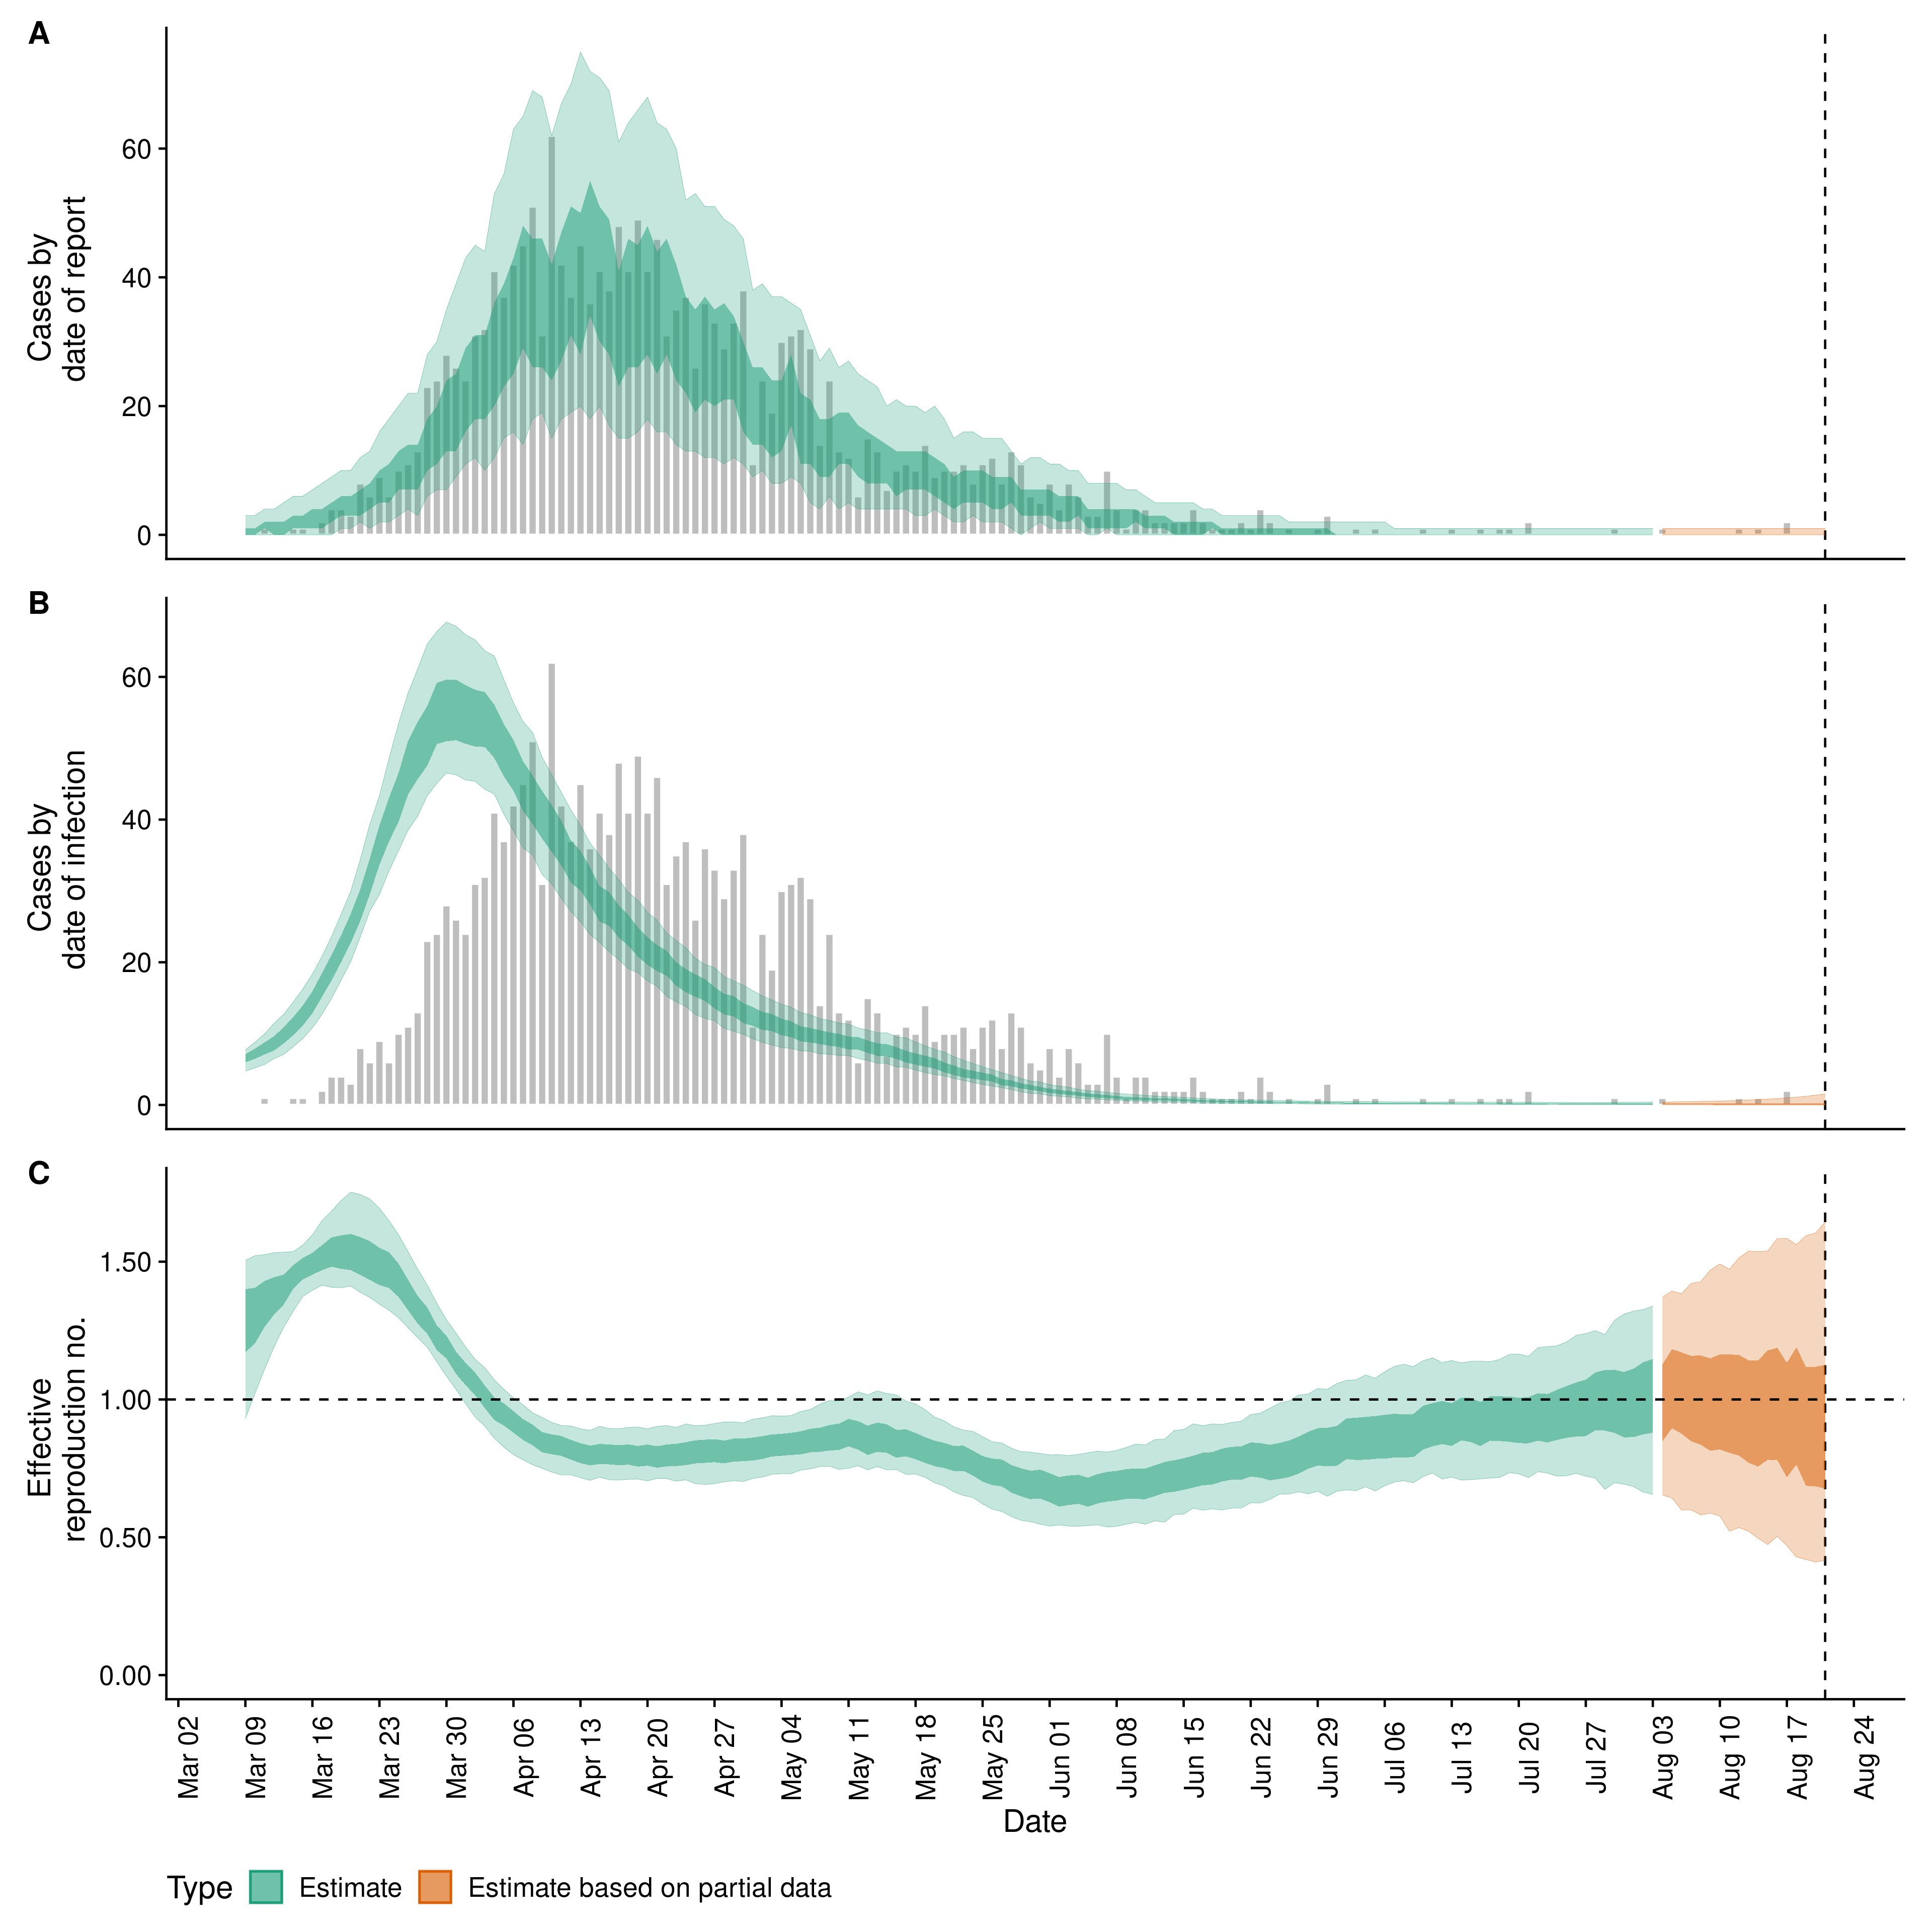 A
Cases by
date of report
60
40
20
0
B
Cases by
date of infection
60
40
20
0
C
Effective
reproduction no.
1.50
1.00
0.50
0.00
Mar 02
Mar 09
Mar 16
Mar 23
Mar 30
Apr 06
Apr 13
Apr 20
Apr 27
May 04
May 11
May 18
May 25
Jun 01
Jun 08
Jun 15
Jun 22
Jun 29
Jul 06
Jul 13
Jul 20
Jul 27
Aug 03
Aug 10
Aug 17
Aug 24
Date
Type Estimate Estimate based on partial data